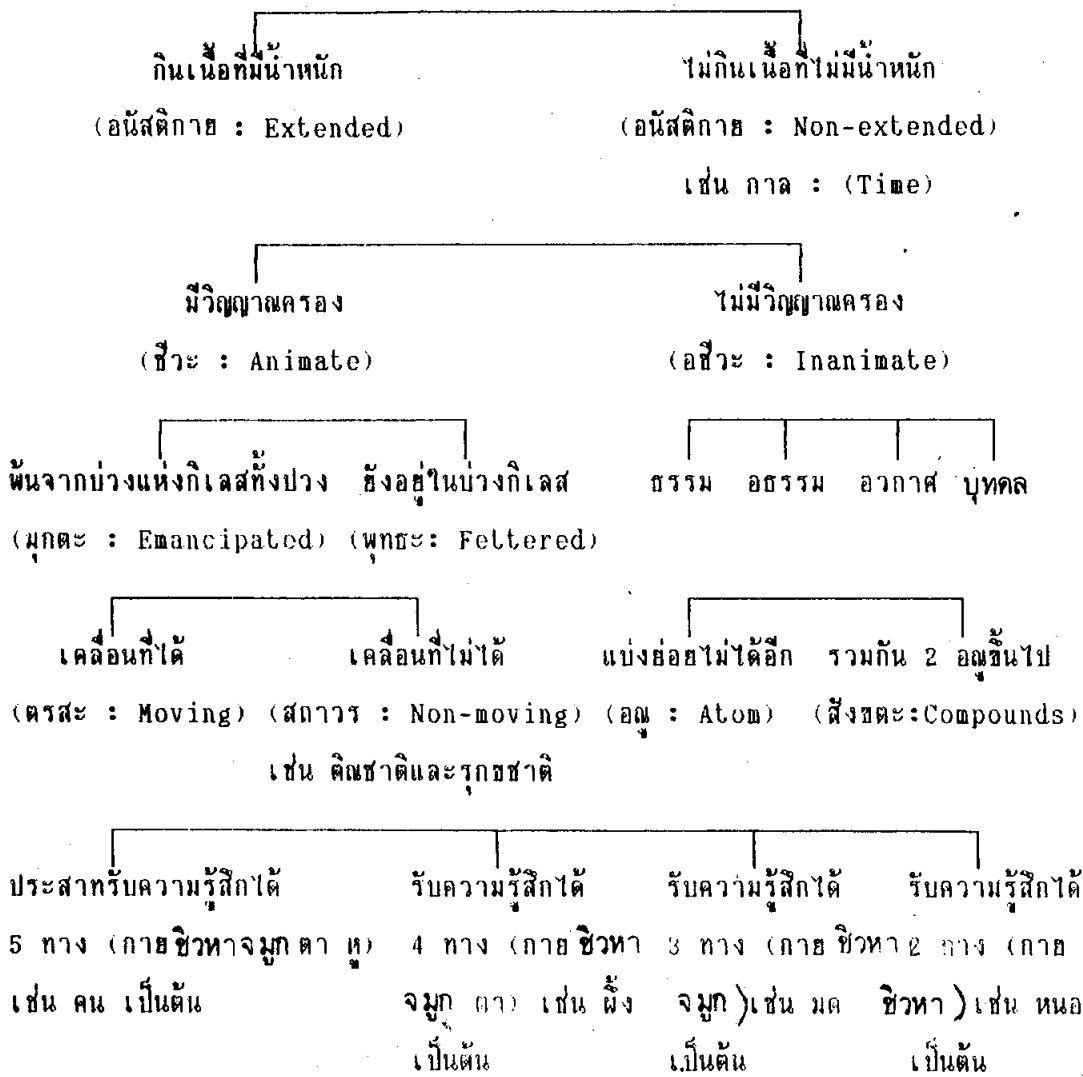 กินเนื้อที่มีน้ำหนัก ไม่กินเนื้อที่ไม่มีน้ำหนัก
(อนัสติกาย : Extended) (อนัสติกาย : Non-extended)
เช่น กาล : (Time)
มีวิญญาณครอง ไม่มีวิญญาณครอง
(ชีวะ : Animate) (อชีวะ : Inanimate)
พ้นจากบ่วงแห่งกิเลสทั้งปวง ยังอยู่ในบ่วงกิเลส ธรรม อธรรม อวกาศ บุทคล
(มุกตะ : Emancipated) (พุทธะ: Fettered)
เคลื่อนที่ได้ เคลื่อนที่ไม่ได้ แบ่งย่อยไม่ได้อีก รวมกัน 2 อณูขึ้นไป
(ตรสะ : Moving) (สถาวร : Non-moving) (อณู : Atom) (สังขตะ:Compounds)
เช่น ติณชาติและรุกขชาติ
ประสาทรับความรู้สึกได้ รับความรู้สึกได้ รับความรู้สึกได้ รับความรู้สึกได้
5 ทาง (กายชิวหาจมูก ตา หู) 4 ทาง (กาย ชิวหา 3 ทาง (กาย ชิวหา 2 ทาง (กาย
เช่น คน เป็นต้น จมูก ตา) เช่น ผึ้ง จมูก )เช่น มด ชิวหา ) เช่น หนอ
เป็นต้น เป็นต้น เป็นต้น